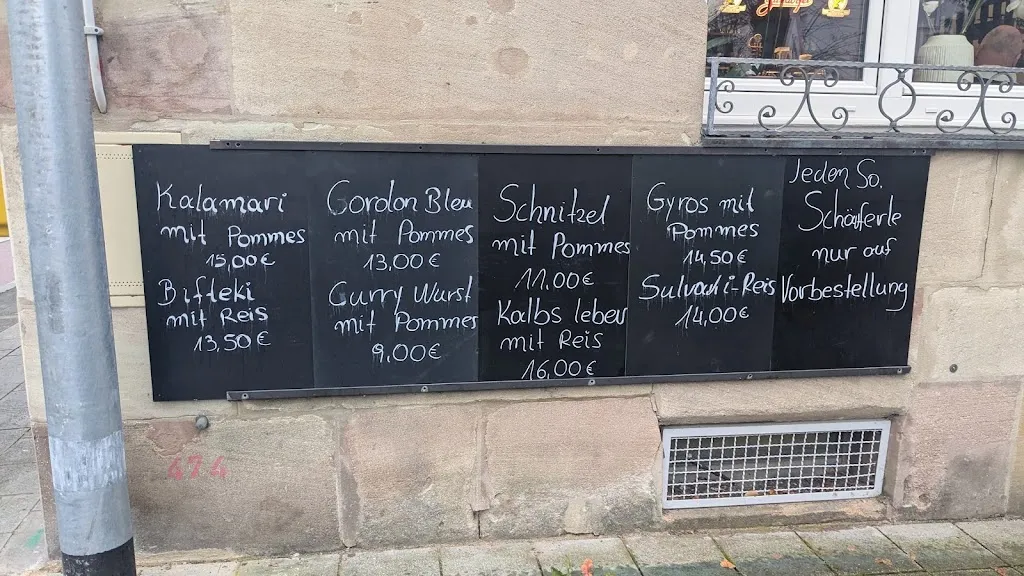 Kalamari
mit Pommes
15,00€
Bifteki
mit Reis
13,50€
Gordon Bleu
mit Pommes
13,00€
Curry Wurst
mit Pommes
9,00€
Schnitzel
mit Pommes
11,00€
Kalbs leber
mit Reis
16,00€
Gyros mit
Pommes
14,50€
Sulvaki-Reis
14,00€
Jeden So.
Schäuferle
nur auf
Vorbestellung
474